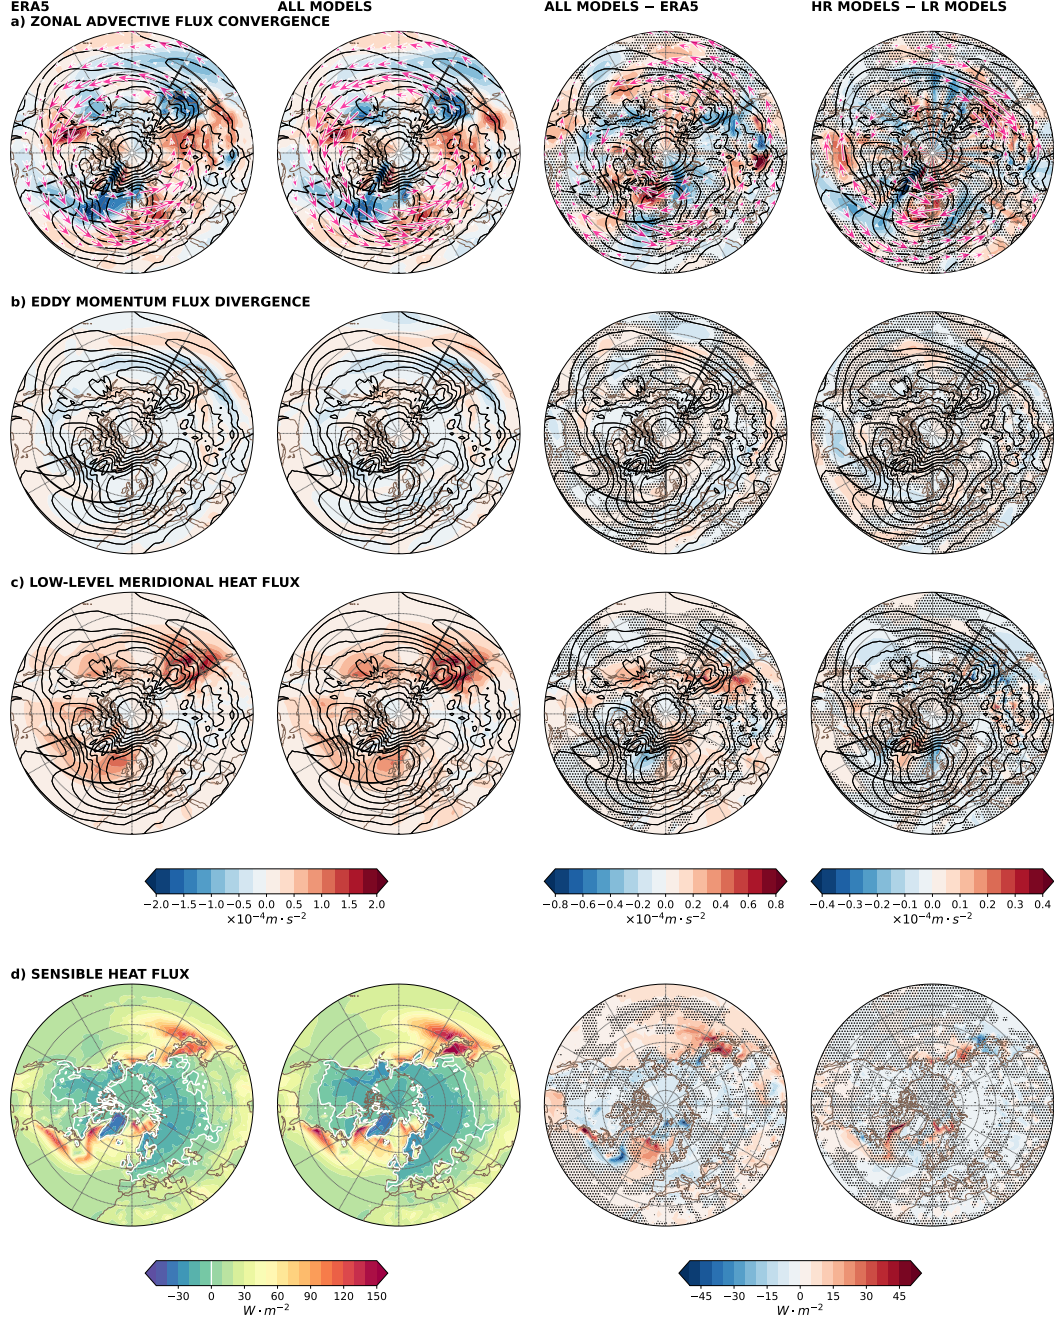 ERA5 ALL MODELS ALL MODELS − ERA5 HR MODELS − LR MODELS
a) ZONAL ADVECTIVE FLUX CONVERGENCE
b) EDDY MOMENTUM FLUX DIVERGENCE
c) LOW-LEVEL MERIDIONAL HEAT FLUX
−2.0 −1.5 −1.0 −0.5 0.0 0.5 1.0 1.5 2.0
×10⁻⁴m·s⁻²
−0.8 −0.6 −0.4 −0.2 0.0 0.2 0.4 0.6 0.8
×10⁻⁴m·s⁻²
−0.4 −0.3 −0.2 −0.1 0.0 0.1 0.2 0.3 0.4
×10⁻⁴m·s⁻²
d) SENSIBLE HEAT FLUX
−30 0 30 60 90 120 150
W·m⁻²
−45 −30 −15 0 15 30 45
W·m⁻²